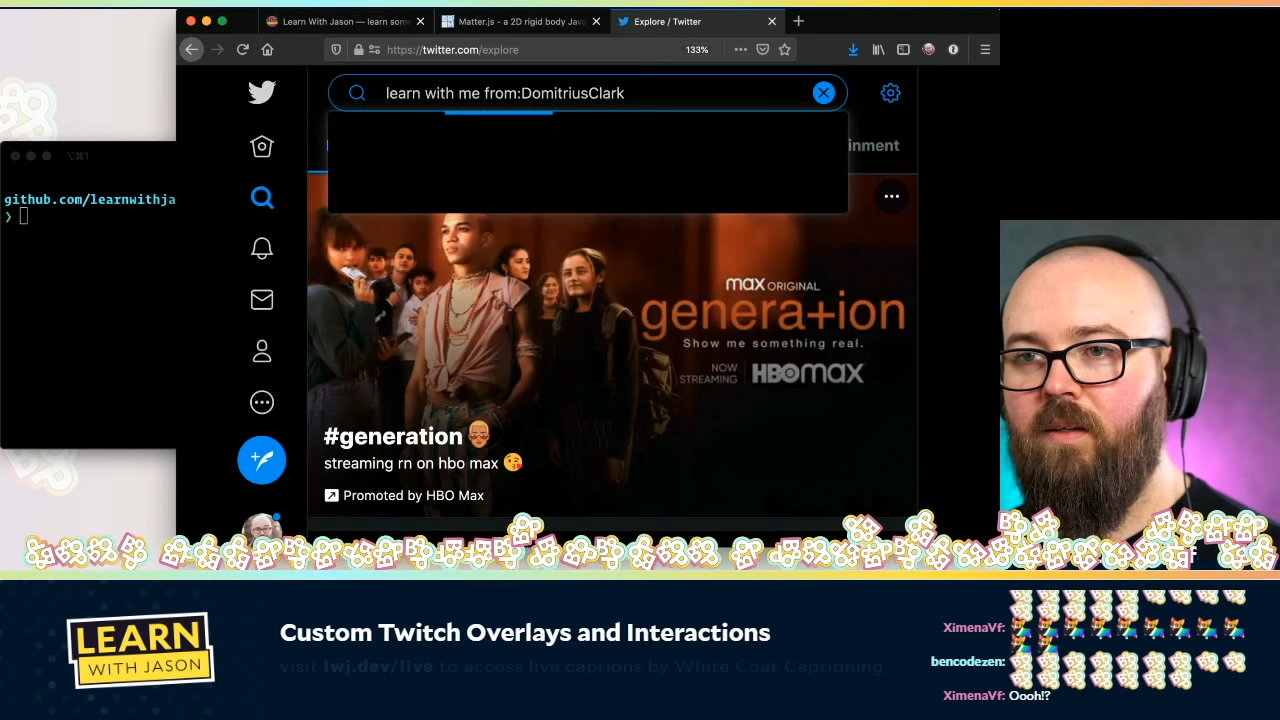 Learn With Jason — learn som
Matter.js - a 2D rigid body Jav
Explore / Twitter
https://twitter.com/explore
133%
learn with me from:DomitriusClark
inment
⌥⌘1
github.com/learnwithja
❯
max ORIGINAL
genera+ion
Show me something real.
NOW STREAMING
HBOmax
#generation
streaming rn on hbo max 😘
Promoted by HBO Max
LEARN
WITH JASON
Custom Twitch Overlays and Interactions
visit lwj.dev/live to access live captions by White Coat Captioning
XimenaVf:
bencodezen:
XimenaVf: Oooh!?